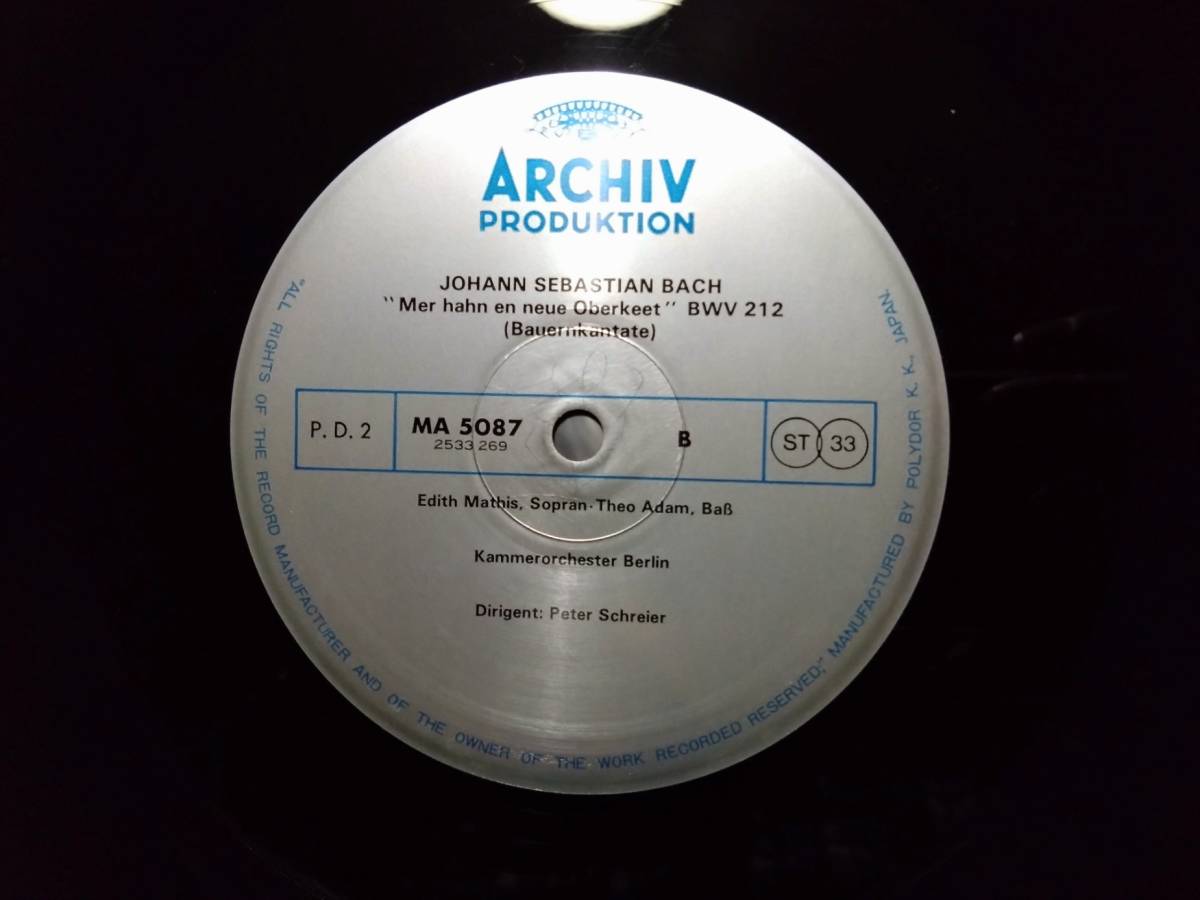 ARCHIV
PRODUKTION
JOHANN SEBASTIAN BACH
"Mer hahn en neue Oberkeet" BWV 212
(Bauernkantate)
P. D. 2
MA 5087
2533 269
B
ST 33
Edith Mathis, Sopran · Theo Adam, Baß
Kammerorchester Berlin
Dirigent: Peter Schreier
"ALL RIGHTS OF THE RECORD MANUFACTURER AND OF THE OWNER OF THE WORK RECORDED RESERVED," MANUFACTURED BY POLYDOR K. K., JAPAN.